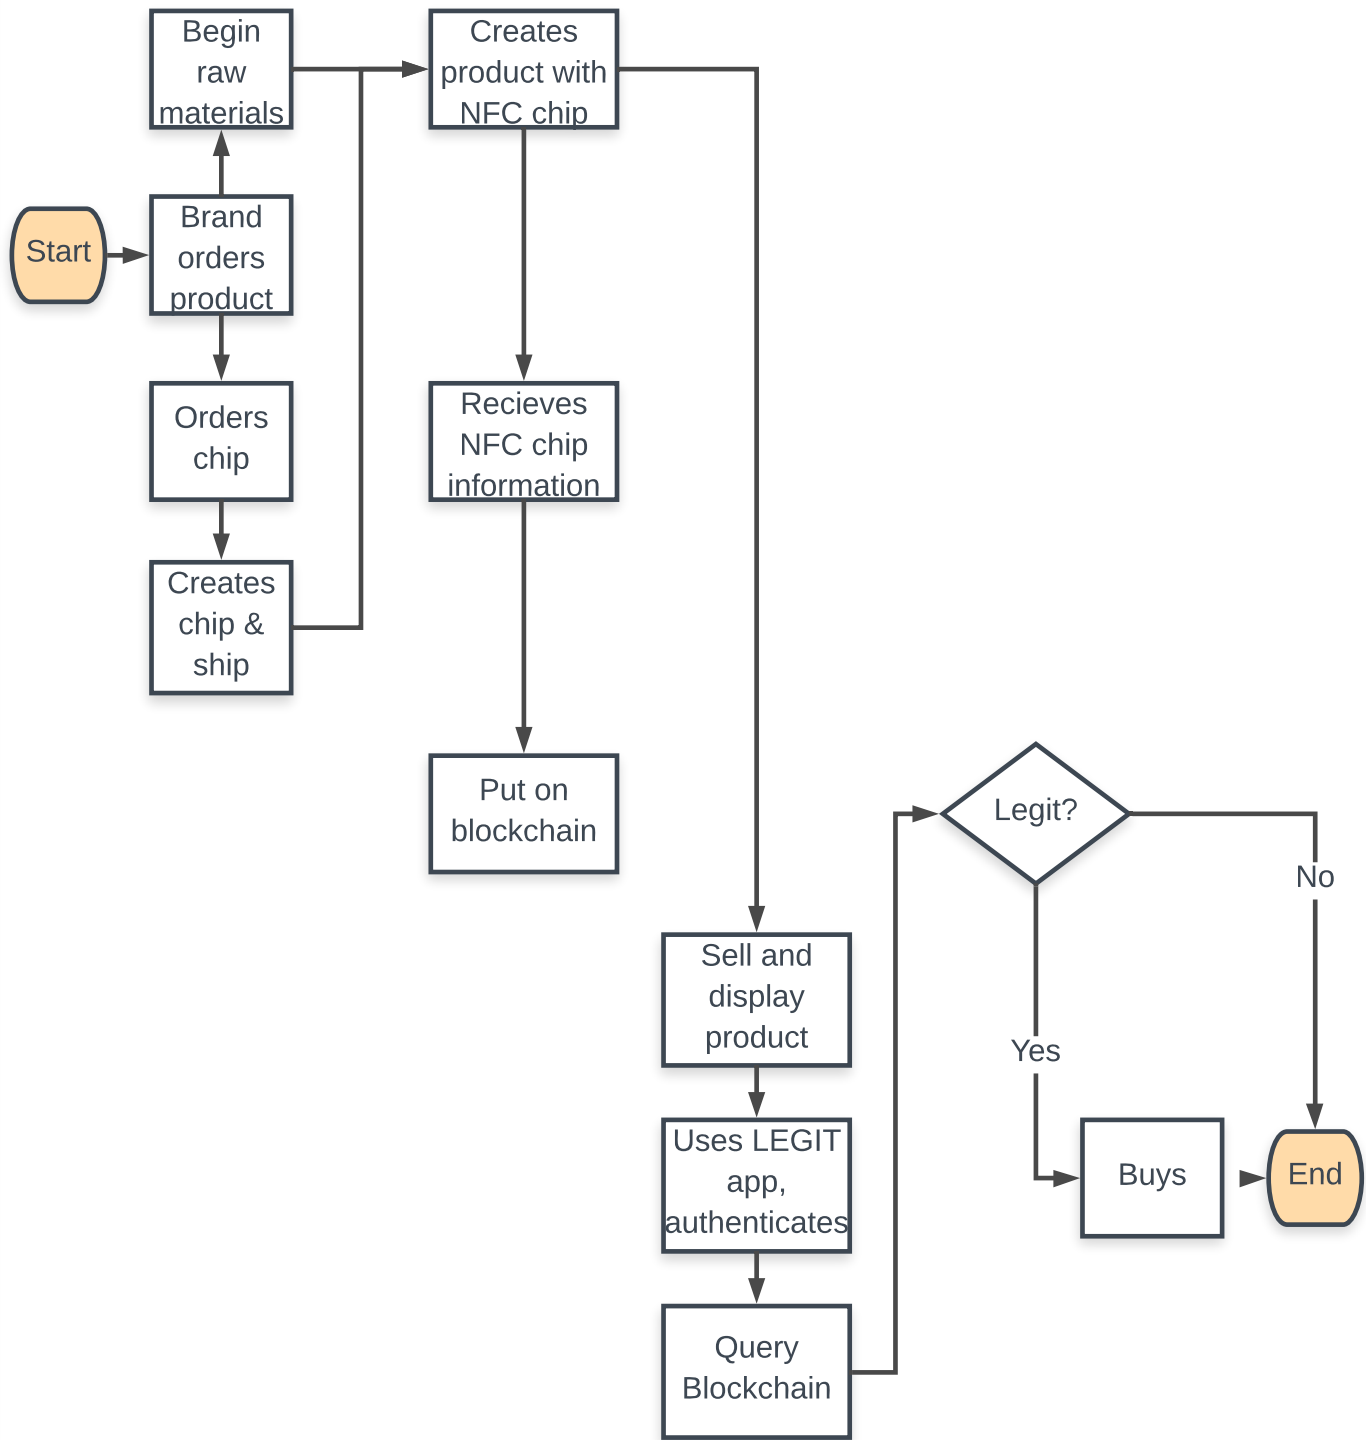 Start
Brand
orders
product
Begin
raw
materials
Orders
chip
Creates
chip &
ship
Creates
product with
NFC chip
Recieves
NFC chip
information
Put on
blockchain
Sell and
display
product
Uses LEGIT
app,
authenticates
Query
Blockchain
Legit?
No
Yes
Buys
End